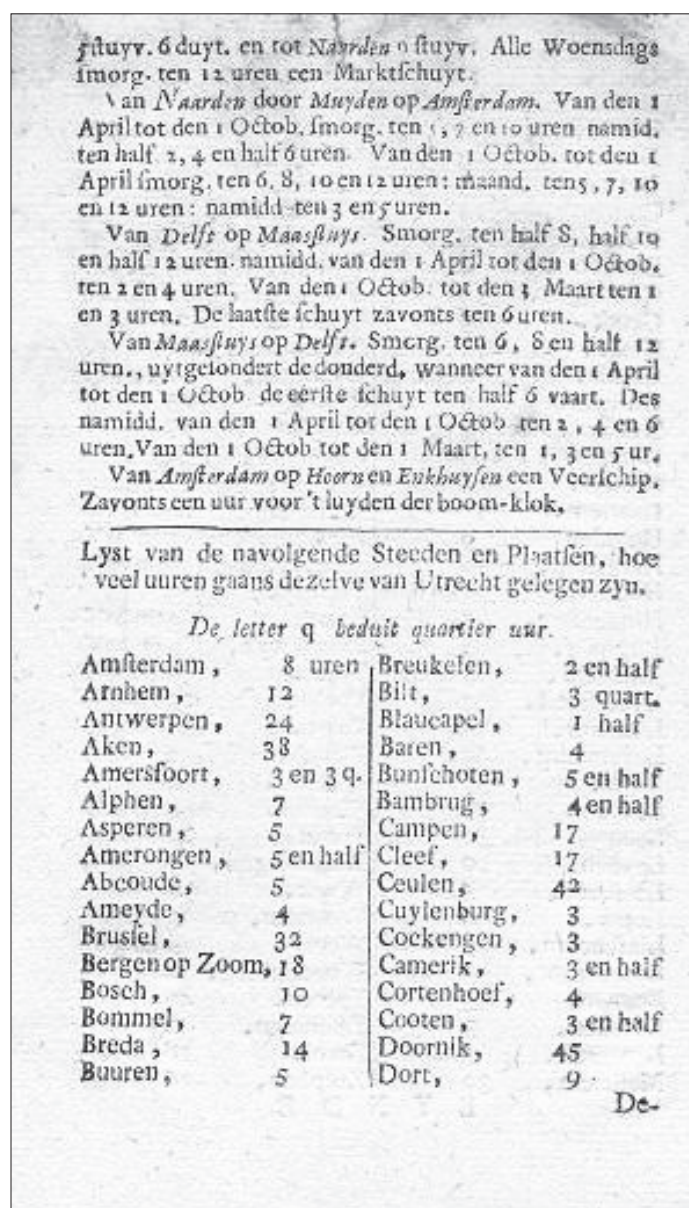 ſtuyv. 6 duyt. en tot Naarden 9 ſtuyv. Alle Woensdags
ſmorg. ten 12 uren een Marktſchuyt.
Van Naarden door Muyden op Amſterdam. Van den 1
April tot den 1 Octob. ſmorg. ten 5, 7 en 10 uren namid.
ten half 2, 4 en half 6 uren. Van den 1 Octob. tot den 1
April ſmorg. ten 6, 8, 10 en 12 uren: maand. ten 5, 7, 10
en 12 uren: namidd ten 3 en 5 uren.
Van Delft op Maasſluys. Smorg. ten half 8, half 10
en half 12 uren. namidd. van den 1 April tot den 1 Octob.
ten 2 en 4 uren. Van den 1 Octob. tot den Maart ten 1
en 3 uren. De laatſte ſchuyt zavonts ten 6 uren.
Van Maasſluys op Delft. Smorg. ten 6, 8 en half 12
uren., uytgeſondert de donderd. wanneer van den 1 April
tot den 1 Octob de eerſte ſchuyt ten half 6 vaart. Des
namidd. van den 1 April tot den 1 Octob ten 2, 4 en 6
uren. Van den 1 Octob tot den 1 Maart, ten 1, 3 en 5 ur.
Van Amſterdam op Hoorn en Enkhuyſen een Veerſchip.
Zavonts een uur voor 't luyden der boom-klok.
Lyst van de navolgende Steeden en Plaatſen, hoe
veel uuren gaans dezelve van Utrecht gelegen zyn.
De letter q beduit quartier uur.
Amſterdam, 8 uren
Arnhem, 12
Antwerpen, 24
Aken, 38
Amersfoort, 3 en 3 q.
Alphen, 7
Asperen, 5
Amerongen, 5 en half
Abcoude, 5
Ameyde, 4
Brusſel, 32
Bergen op Zoom, 18
Bosch, 10
Bommel, 7
Breda, 14
Buuren, 5
Breukelen, 2 en half
Bilt, 3 quart.
Blaucapel, 1 half
Baren, 4
Bunſchoten, 5 en half
Bambrug, 4 en half
Campen, 17
Cleef, 17
Ceulen, 42
Cuylenburg, 3
Cockengen, 3
Camerik, 3 en half
Cortenhoef, 4
Cooten, 3 en half
Doornik, 45
Dort, 9
De-